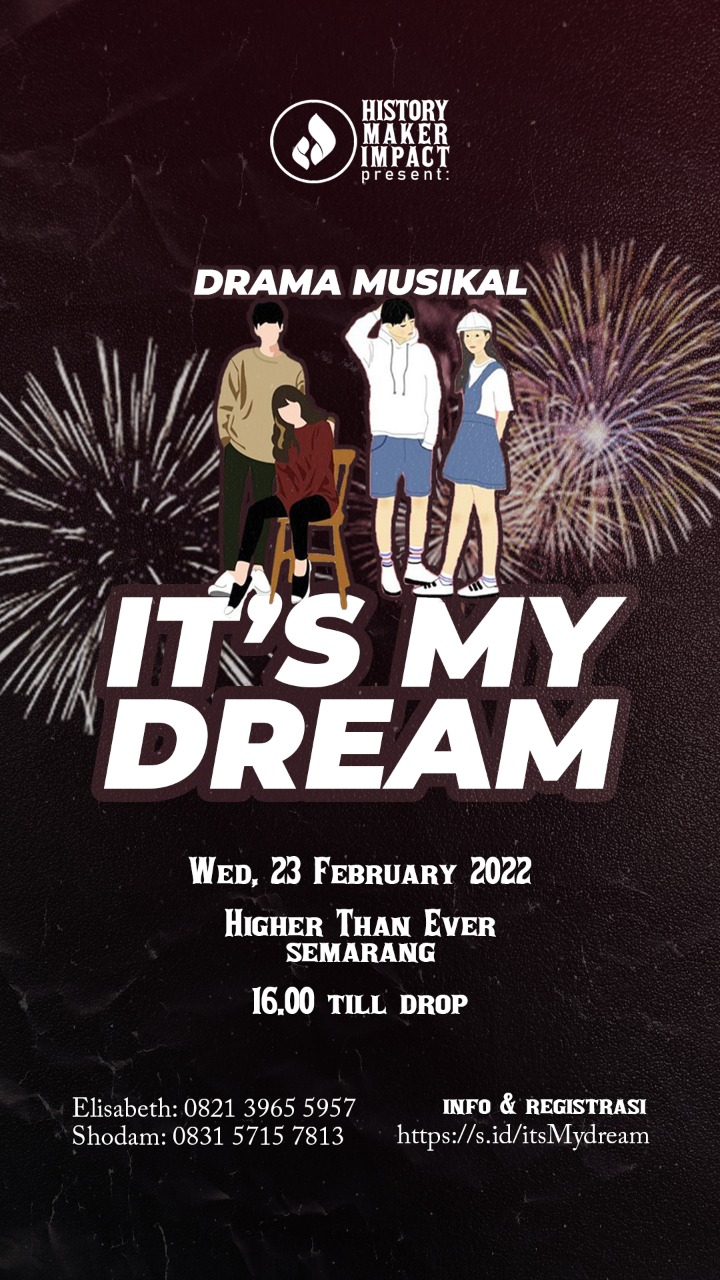 HISTORY
MAKER
IMPACT
present:
DRAMA MUSIKAL
IT'S MY
DREAM
Wed, 23 February 2022
Higher Than Ever
SEMARANG
16.00 TILL DROP
Elisabeth: 0821 3965 5957
Shodam: 0831 5715 7813
INFO & REGISTRASI
https://s.id/itsMydream